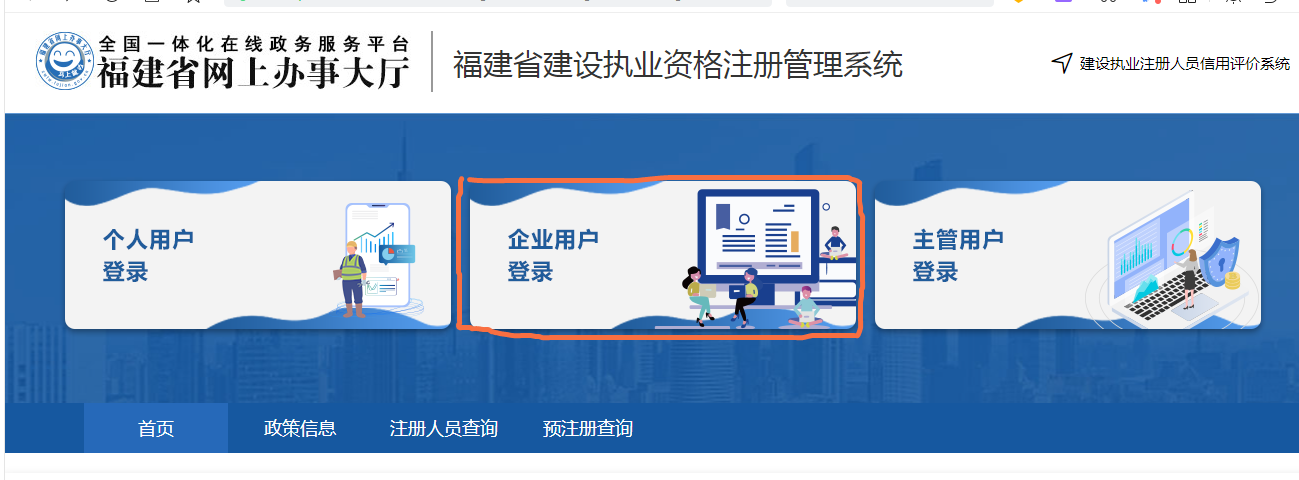 全国一体化在线政务服务平台
福建省网上办事大厅
福建省建设执业资格注册管理系统
建设执业注册人员信用评价系统
个人用户
登录
企业用户
登录
主管用户
登录
首页
政策信息
注册人员查询
预注册查询